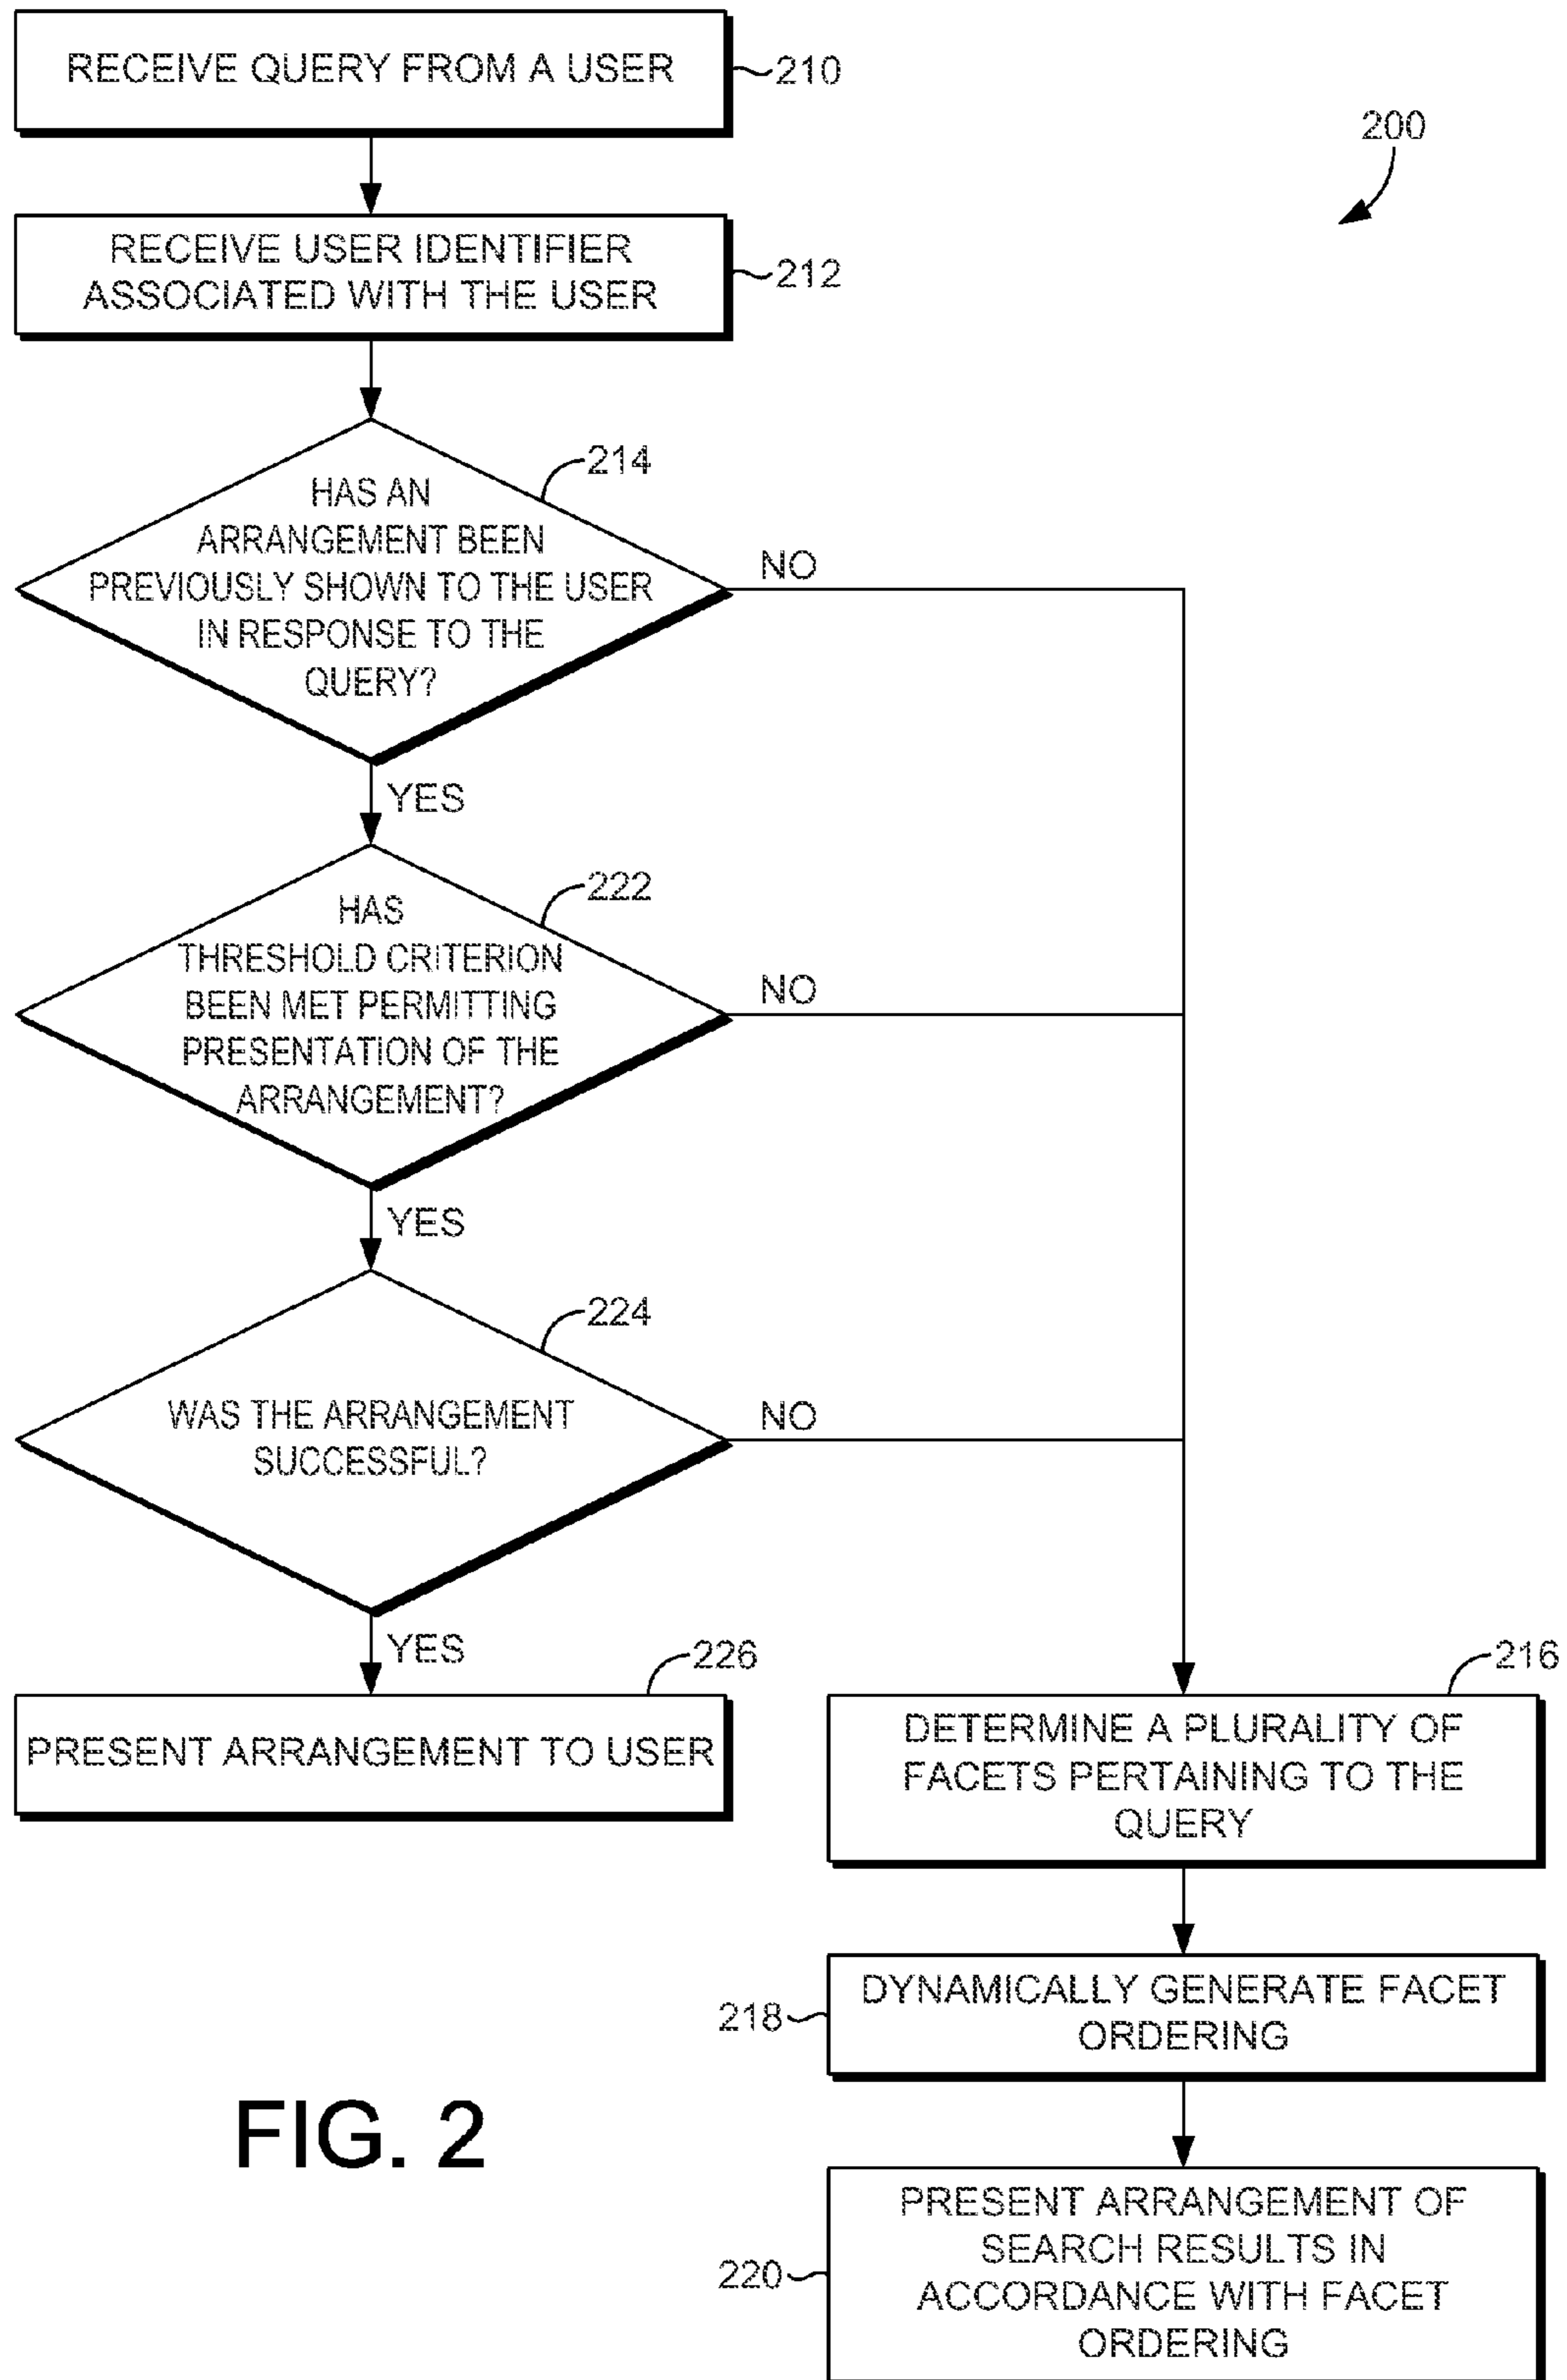 RECEIVE QUERY FROM A USER
210
200
RECEIVE USER IDENTIFIER
ASSOCIATED WITH THE USER
212
214
HAS AN
ARRANGEMENT BEEN
PREVIOUSLY SHOWN TO THE USER
IN RESPONSE TO THE
QUERY?
NO
YES
222
HAS
THRESHOLD CRITERION
BEEN MET PERMITTING
PRESENTATION OF THE
ARRANGEMENT?
NO
YES
224
WAS THE ARRANGEMENT
SUCCESSFUL?
NO
YES
226
PRESENT ARRANGEMENT TO USER
216
DETERMINE A PLURALITY OF
FACETS PERTAINING TO THE
QUERY
218
DYNAMICALLY GENERATE FACET
ORDERING
220
PRESENT ARRANGEMENT OF
SEARCH RESULTS IN
ACCORDANCE WITH FACET
ORDERING
FIG. 2